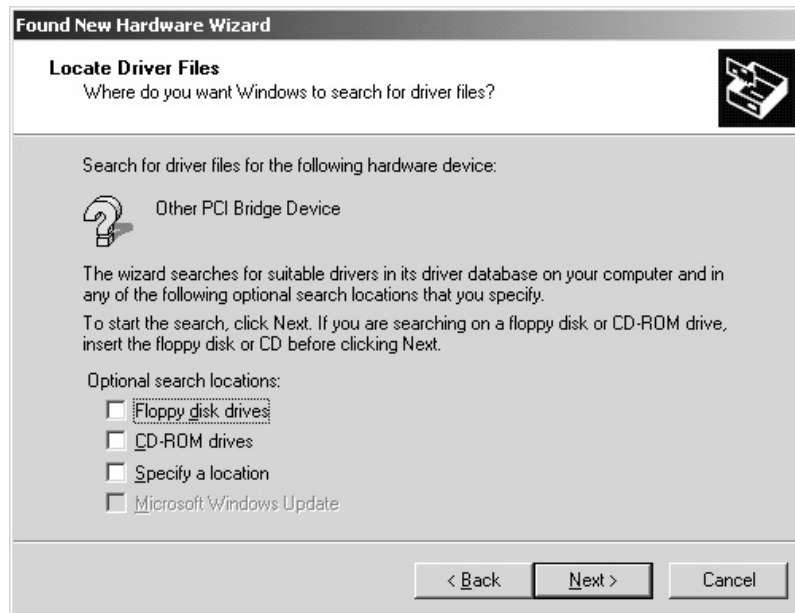 Found New Hardware Wizard
Locate Driver Files
Where do you want Windows to search for driver files?
Search for driver files for the following hardware device:
Other PCI Bridge Device
The wizard searches for suitable drivers in its driver database on your computer and in
any of the following optional search locations that you specify.
To start the search, click Next. If you are searching on a floppy disk or CD-ROM drive,
insert the floppy disk or CD before clicking Next.
Optional search locations:
Floppy disk drives
CD-ROM drives
Specify a location
Microsoft Windows Update
< Back Next > Cancel